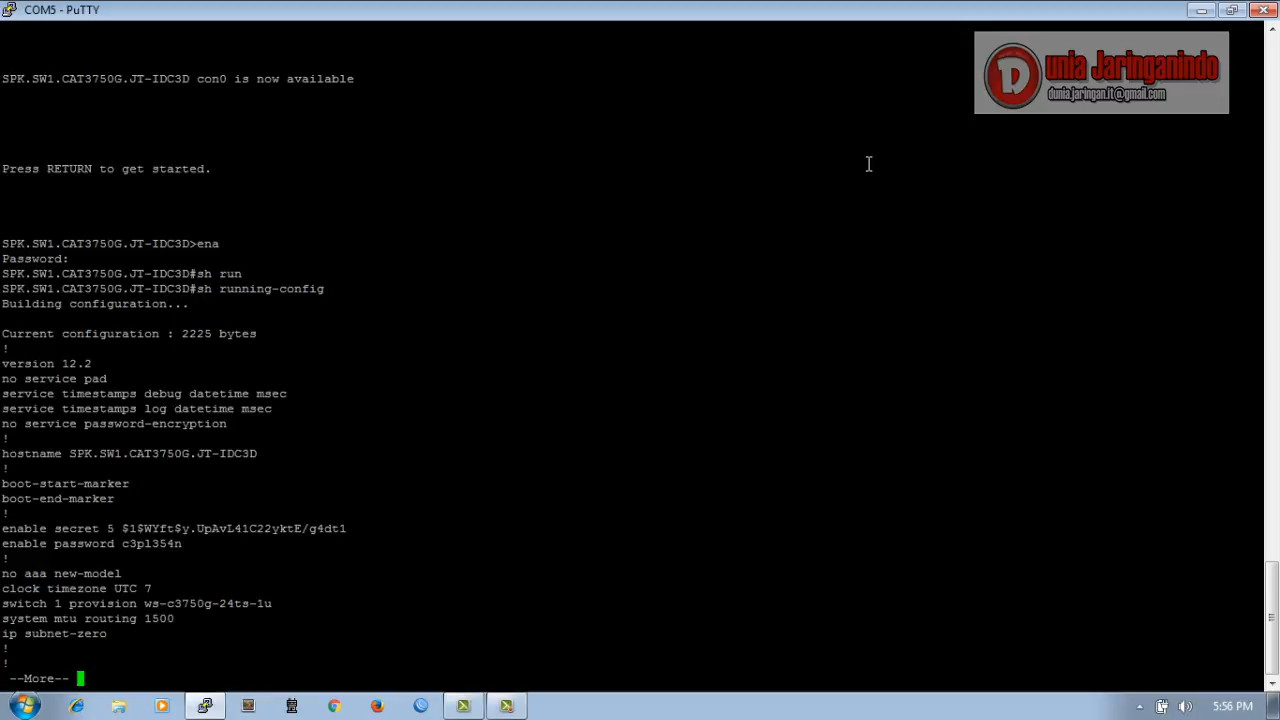 COM5 - PuTTY
Dunia Jaringanindo
dunia.jaringan.it@gmail.com
SPK.SW1.CAT3750G.JT-IDC3D con0 is now available
Press RETURN to get started.
SPK.SW1.CAT3750G.JT-IDC3D>ena
Password:
SPK.SW1.CAT3750G.JT-IDC3D#sh run
SPK.SW1.CAT3750G.JT-IDC3D#sh running-config
Building configuration...
Current configuration : 2225 bytes
!
version 12.2
no service pad
service timestamps debug datetime msec
service timestamps log datetime msec
no service password-encryption
!
hostname SPK.SW1.CAT3750G.JT-IDC3D
!
boot-start-marker
boot-end-marker
!
enable secret 5 $1$WYft$y.UpAvL41C22yktE/g4dt1
enable password c3pl354n
!
no aaa new-model
clock timezone UTC 7
switch 1 provision ws-c3750g-24ts-1u
system mtu routing 1500
ip subnet-zero
!
!
--More--
5:56 PM